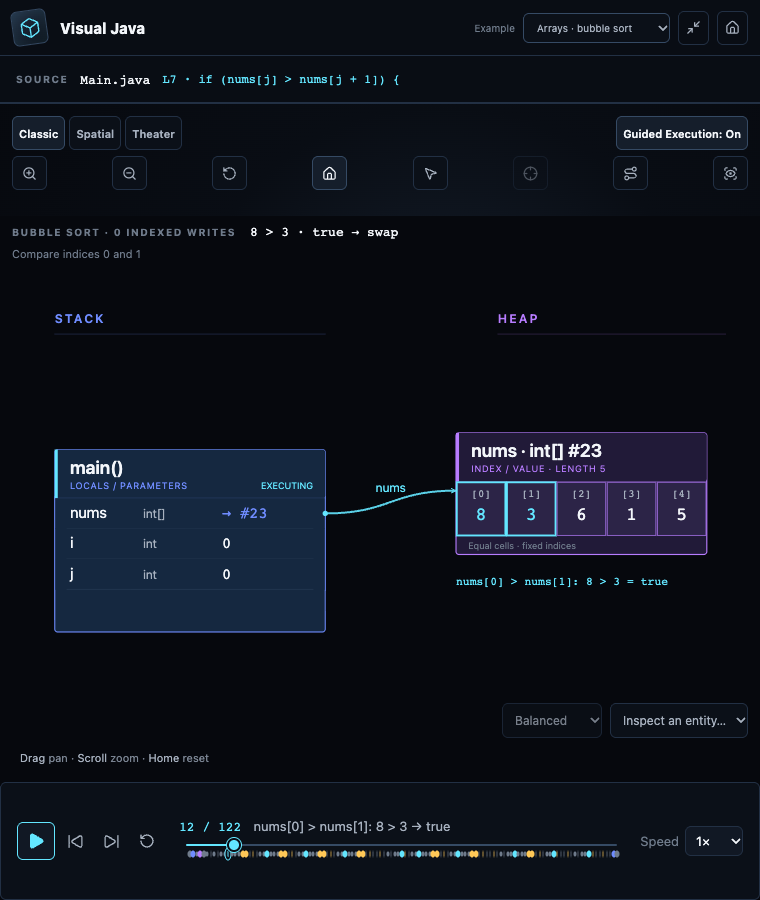 Visual Java
Example
Arrays · bubble sort
SOURCE Main.java L7 · if (nums[j] > nums[j + 1]) {
Classic Spatial Theater Guided Execution: On
BUBBLE SORT · 0 INDEXED WRITES 8 > 3 · true → swap
Compare indices 0 and 1
STACK HEAP
main()
LOCALS / PARAMETERS EXECUTING
nums int[] → #23
i int 0
j int 0
nums
nums · int[] #23
INDEX / VALUE · LENGTH 5
[0] [1] [2] [3] [4]
8 3 6 1 5
Equal cells · fixed indices
nums[0] > nums[1]: 8 > 3 = true
Balanced Inspect an entity...
Drag pan · Scroll zoom · Home reset
12 / 122 nums[0] > nums[1]: 8 > 3 → true
Speed 1×